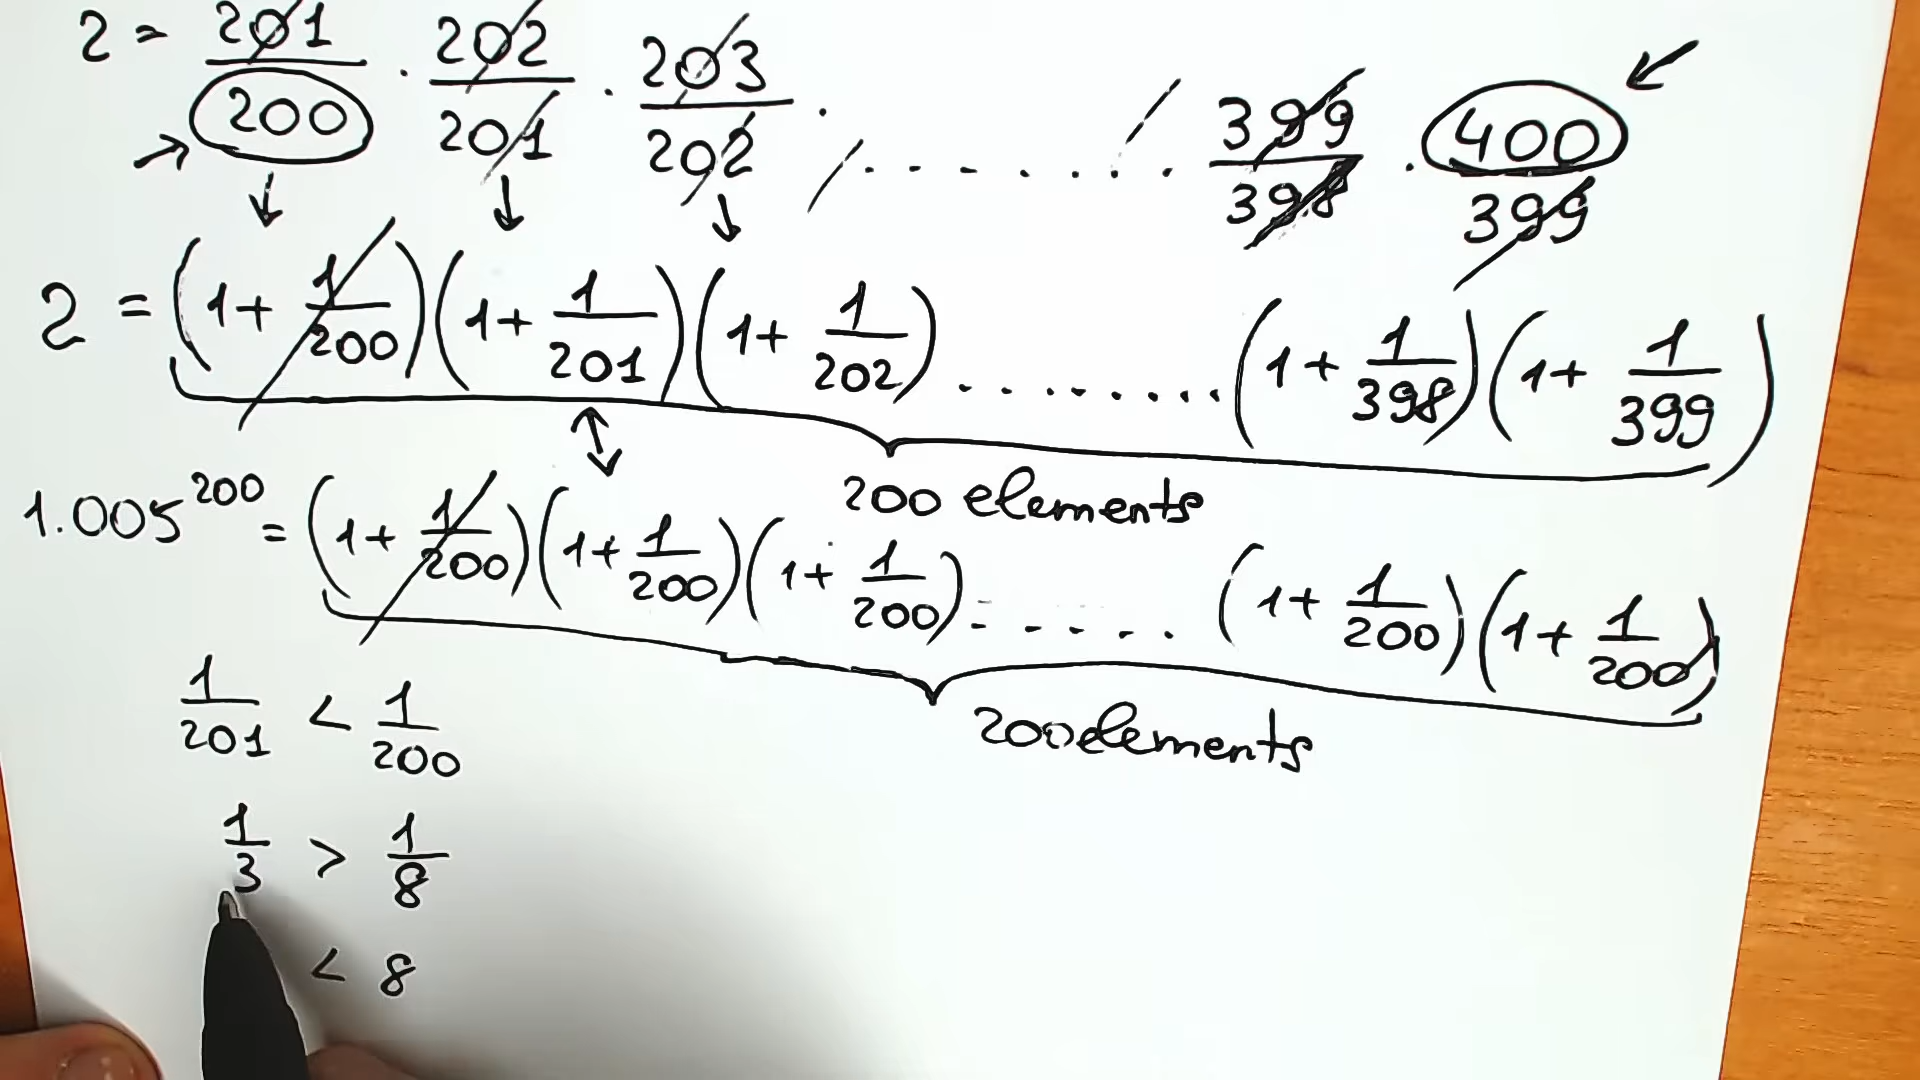 2 = 201/200 · 202/201 · 203/202 · ....... 399/398 · 400/399
2 = (1 + 1/200)(1 + 1/201)(1 + 1/202) ........ (1 + 1/398)(1 + 1/399)
200 elements
1.005^200 = (1 + 1/200)(1 + 1/200)(1 + 1/200) ..... (1 + 1/200)(1 + 1/200)
200 elements
1/201 < 1/200
1/3 > 1/8
< 8